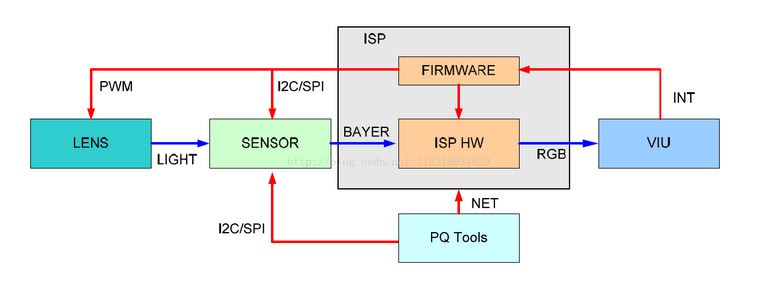 ISP
FIRMWARE
PWM
I2C/SPI
INT
LENS
LIGHT
SENSOR
BAYER
ISP HW
RGB
VIU
http://blog.csdn.net/u1183189318
NET
I2C/SPI
PQ Tools